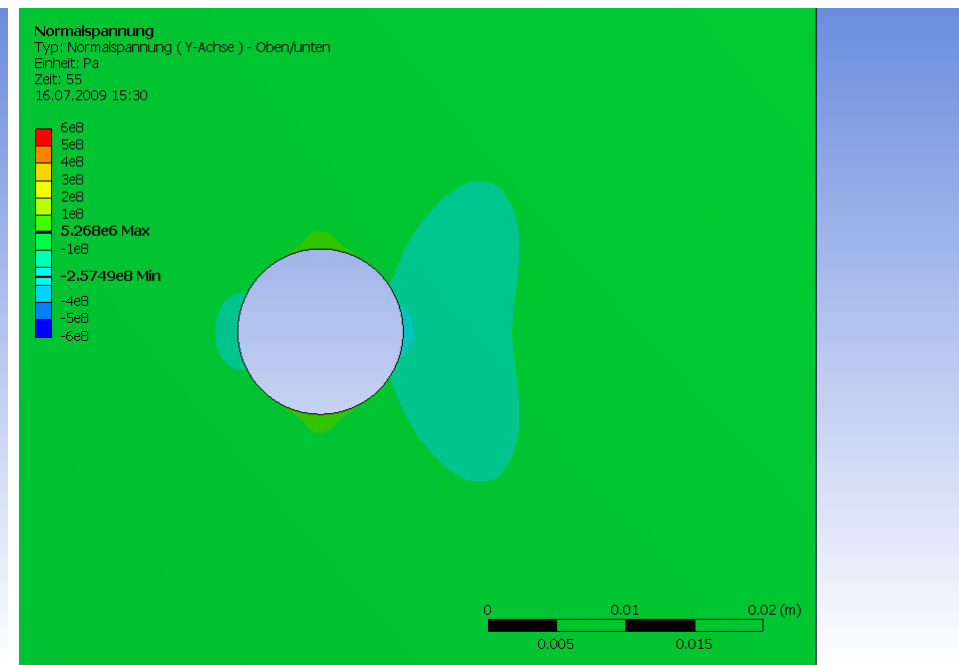 Normalspannung
Typ: Normalspannung ( Y-Achse ) - Oben/unten
Einheit: Pa
Zeit: 55
16.07.2009 15:30
6e8
5e8
4e8
3e8
2e8
1e8
5.268e6 Max
-1e8
-2.5749e8 Min
-4e8
-5e8
-6e8
0 0.01 0.02 (m)
0.005 0.015